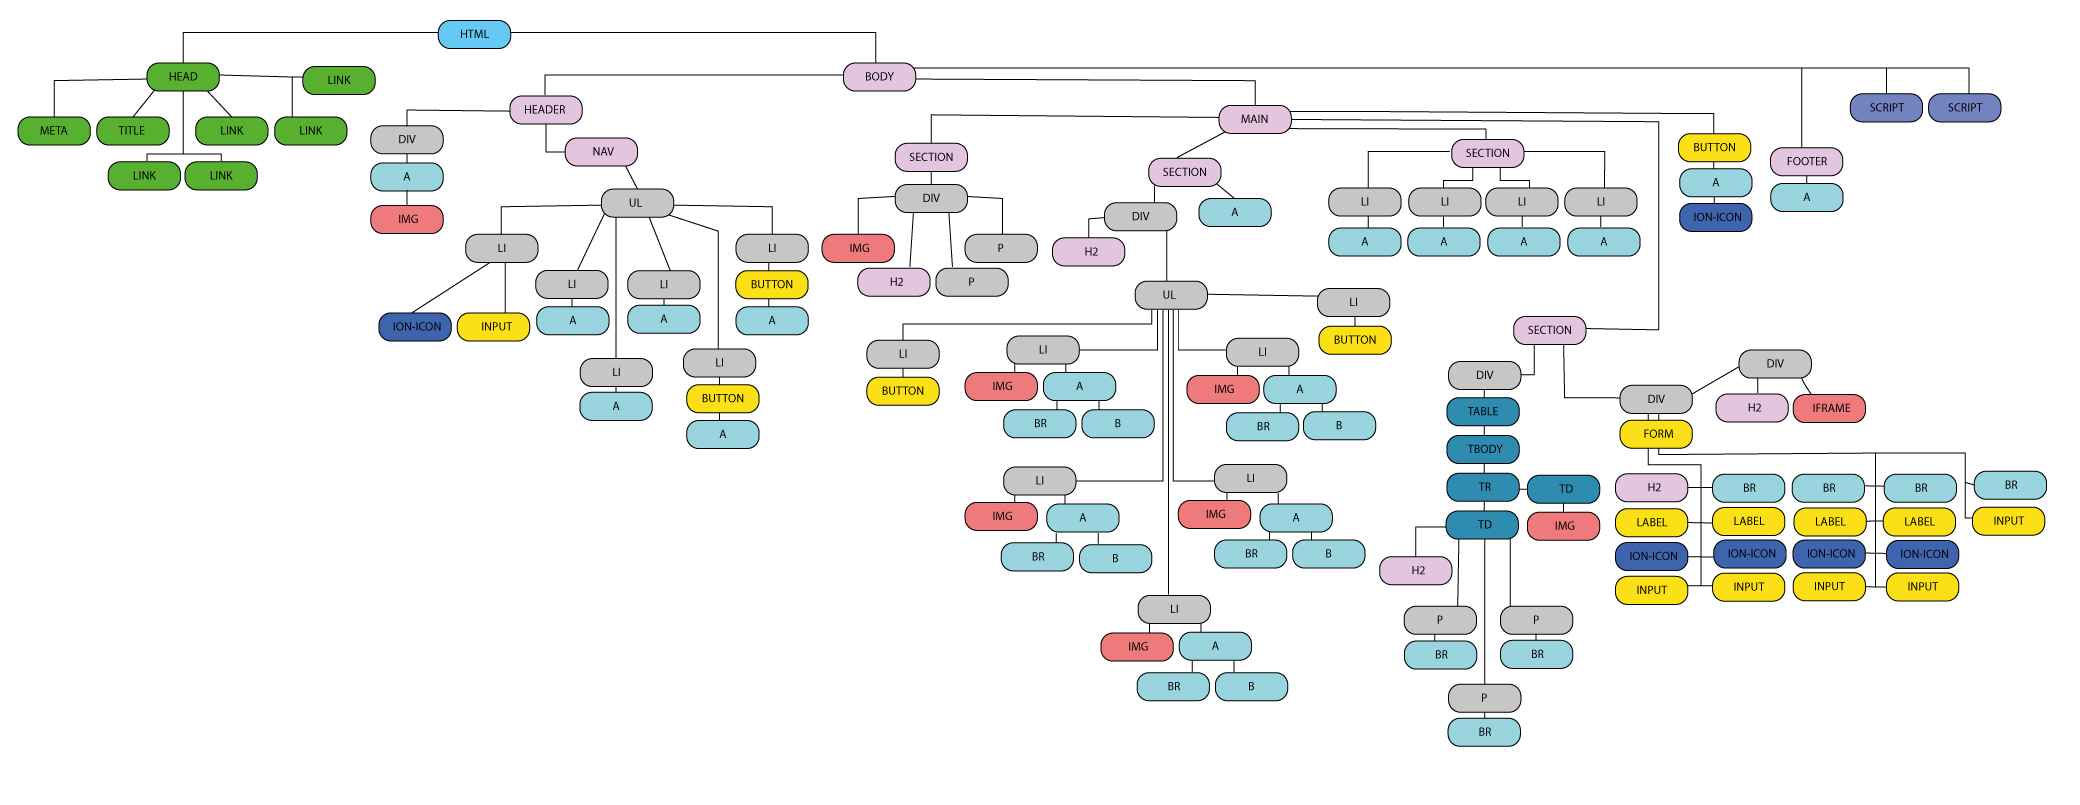 HTML
HEAD
LINK
META
TITLE
LINK
LINK
LINK
LINK
BODY
HEADER
DIV
A
IMG
NAV
UL
LI
ION-ICON
INPUT
LI
A
LI
A
LI
A
LI
BUTTON
A
LI
BUTTON
A
MAIN
SECTION
DIV
IMG
H2
P
P
SECTION
DIV
A
H2
UL
LI
BUTTON
LI
IMG
A
BR
B
LI
IMG
A
BR
B
LI
BUTTON
LI
IMG
A
BR
B
LI
IMG
A
BR
B
LI
IMG
A
BR
B
SECTION
LI
A
LI
A
LI
A
LI
A
SECTION
DIV
TABLE
TBODY
TR
TD
IMG
TD
H2
P
BR
P
BR
P
BR
DIV
FORM
DIV
H2
IFRAME
H2
BR
BR
BR
BR
LABEL
LABEL
LABEL
LABEL
INPUT
ION-ICON
ION-ICON
ION-ICON
ION-ICON
INPUT
INPUT
INPUT
INPUT
BUTTON
A
ION-ICON
FOOTER
A
SCRIPT
SCRIPT